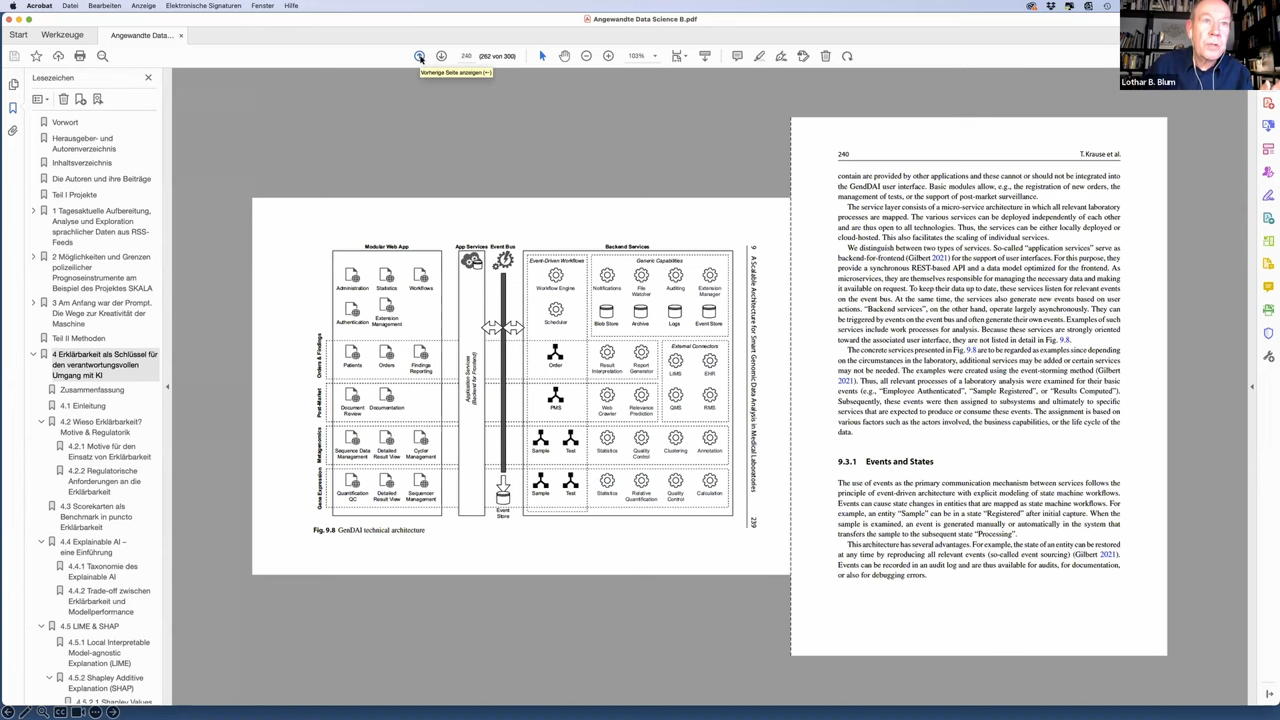 Acrobat Datei Bearbeiten Anzeige Elektronische Signaturen Fenster Hilfe
Angewandte Data Science B.pdf
Start Werkzeuge Angewandte Data... ×
240 (262 von 300) 103%
Vorherige Seite anzeigen (←)
Lothar B. Blum
Lesezeichen
Vorwort
Herausgeber- und
Autorenverzeichnis
Inhaltsverzeichnis
Die Autoren und ihre Beiträge
Teil I Projekte
1 Tagesaktuelle Aufbereitung,
Analyse und Exploration
sprachlicher Daten aus RSS-
Feeds
2 Möglichkeiten und Grenzen
polizeilicher
Prognoseinstrumente am
Beispiel des Projektes SKALA
3 Am Anfang war der Prompt.
Die Wege zur Kreativität der
Maschine
Teil II Methoden
4 Erklärbarkeit als Schlüssel für
den verantwortungsvollen
Umgang mit KI
Zusammenfassung
4.1 Einleitung
4.2 Wieso Erklärbarkeit?
Motive & Regulatorik
4.2.1 Motive für den
Einsatz von Erklärbarkeit
4.2.2 Regulatorische
Anforderungen an die
Erklärbarkeit
4.3 Scorekarten als
Benchmark in puncto
Erklärbarkeit
4.4 Explainable AI –
eine Einführung
4.4.1 Taxonomie des
Explainable AI
4.4.2 Trade-off zwischen
Erklärbarkeit und
Modellperformance
4.5 LIME & SHAP
4.5.1 Local Interpretable
Model-agnostic
Explanation (LIME)
4.5.2 Shapley Additive
Explanation (SHAP)
4.5.2.1 Shapley Values
Modular Web App App Services Event Bus Backend Services
Event-Driven Workflows Generic Capabilities
Administration Statistics Workflows Workflow Engine Notifications File Watcher Auditing Extension Manager
Authentication Extension Management Scheduler Blob Store Archive Logs Event Store
Orders & Findings
Patients Orders Findings Reporting Order Result Interpretation Report Generator
External Connectors
LIMS EHR
Post-Market
Document Review Documentation PMS Web Crawler Relevance Prediction QMS RMS
Metagenomics
Sequence Data Management Detailed Result View Cycler Management Sample Test Statistics Quality Control Clustering Annotation
Gene Expression
Quantification QC Detailed Result View Sequencer Management Sample Test Statistics Relative Quantification Quality Control Calculation
Application Services
(Backend for Frontend)
Event
Store
Fig. 9.8 GenDAI technical architecture
9 A Scalable Architecture for Smart Genomic Data Analysis in Medical Laboratories 239
240 T. Krause et al.
contain are provided by other applications and these cannot or should not be integrated into
the GendDAI user interface. Basic modules allow, e.g., the registration of new orders, the
management of tests, or the support of post-market surveillance.
The service layer consists of a micro-service architecture in which all relevant laboratory
processes are mapped. The various services can be deployed independently of each other
and are thus open to all technologies. Thus, the services can be either locally deployed or
cloud-hosted. This also facilitates the scaling of individual services.
We distinguish between two types of services. So-called “application services” serve as
backend-for-frontend (Gilbert 2021) for the support of user interfaces. For this purpose, they
provide a synchronous REST-based API and a data model optimized for the frontend. As
microservices, they are themselves responsible for managing the necessary data and making
it available on request. To keep their data up to date, these services listen for relevant events
on the event bus. At the same time, the services also generate new events based on user
actions. “Backend services”, on the other hand, operate largely asynchronously. They can
be triggered by events on the event bus and often generate their own events. Examples of such
services include work processes for analysis. Because these services are strongly oriented
toward the associated user interface, they are not listed in detail in Fig. 9.8.
The concrete services presented in Fig. 9.8 are to be regarded as examples since depending
on the circumstances in the laboratory, additional services may be added or certain services
may not be needed. The examples were created using the event-storming method (Gilbert
2021). Thus, all relevant processes of a laboratory analysis were examined for their basic
events (e.g., “Employee Authenticated”, “Sample Registered”, or “Results Computed”).
Subsequently, these events were then assigned to subsystems and ultimately to specific
services that are expected to produce or consume these events. The assignment is based on
various factors such as the actors involved, the business capabilities, or the life cycle of the
data.
9.3.1 Events and States
The use of events as the primary communication mechanism between services follows the
principle of event-driven architecture with explicit modeling of state machine workflows.
Events can cause state changes in entities that are mapped as state machine workflows. For
example, an entity “Sample” can be in a state “Registered” after initial capture. When the
sample is examined, an event is generated manually or automatically in the system that
transfers the sample to the subsequent state “Processing”.
This architecture has several advantages. For example, the state of an entity can be restored
at any time by reproducing all relevant events (so-called event sourcing) (Gilbert 2021).
Events can be recorded in an audit log and are thus available for audits, for documentation,
or also for debugging errors.